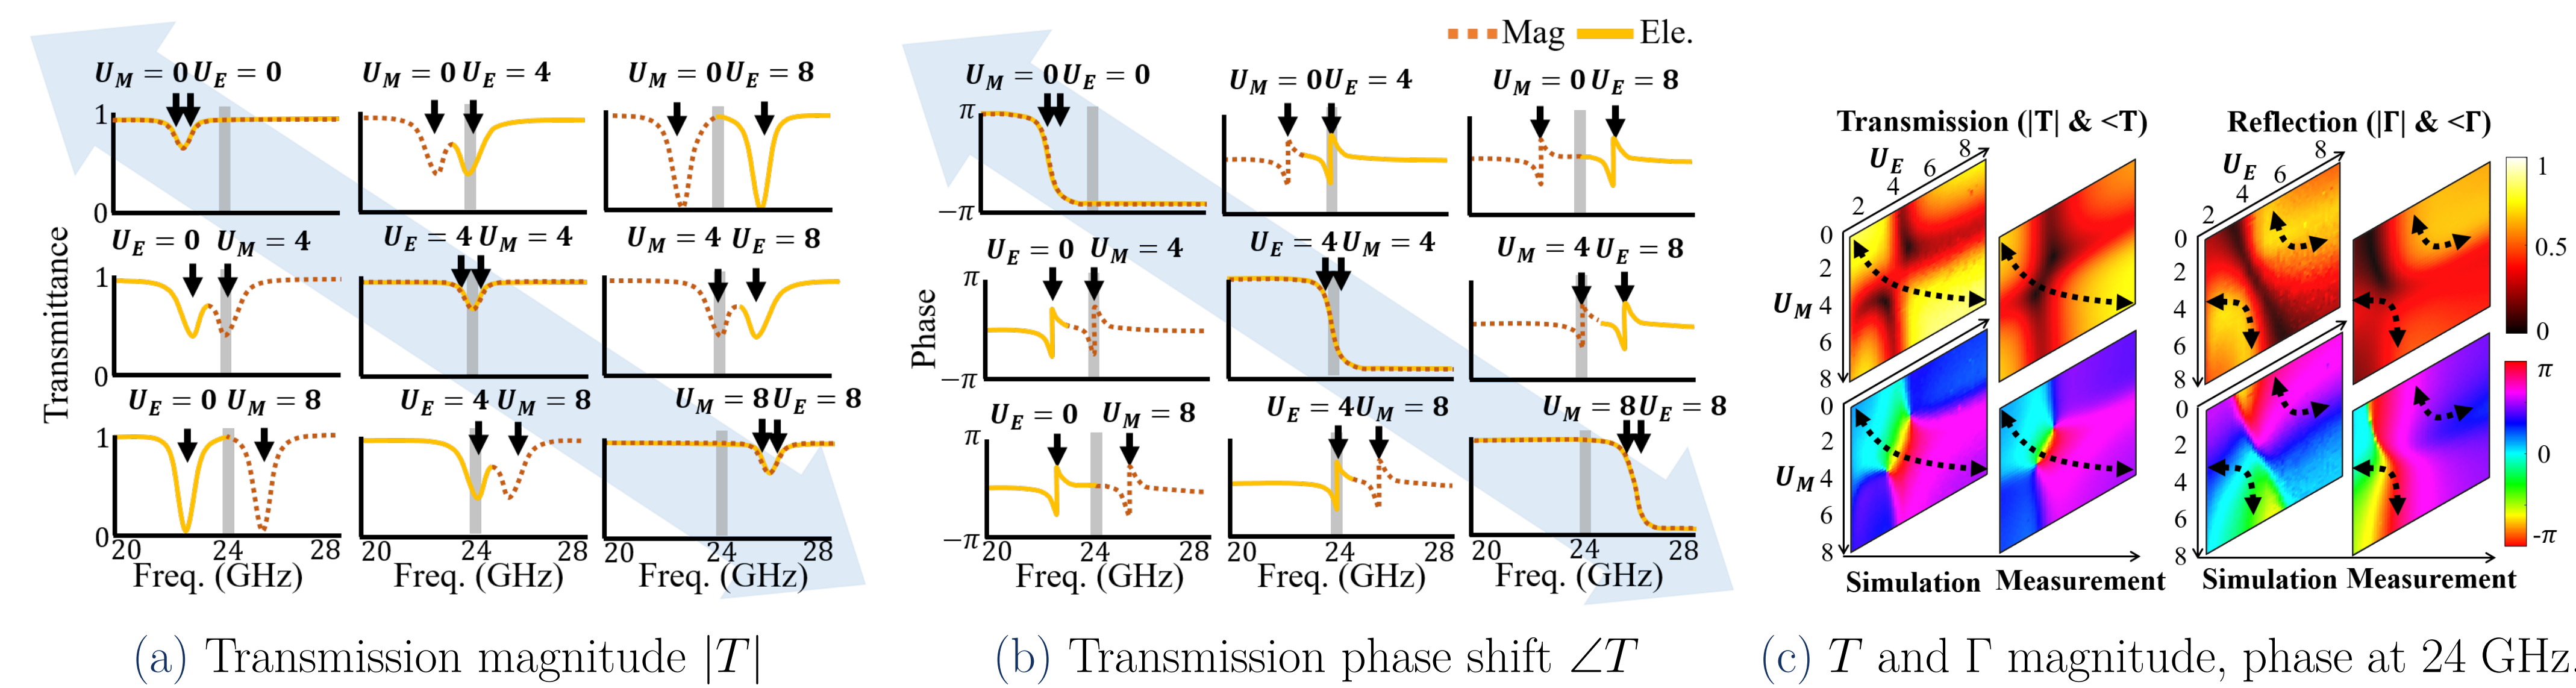 Mag Ele.
U_M = 0 U_E = 0
U_M = 0 U_E = 4
U_M = 0 U_E = 8
1
0
U_E = 0 U_M = 4
U_E = 4 U_M = 4
U_M = 4 U_E = 8
1
0
U_E = 0 U_M = 8
U_E = 4 U_M = 8
U_M = 8 U_E = 8
1
0
Transmittance
20 24 28
20 24 28
20 24 28
Freq. (GHz)
Freq. (GHz)
Freq. (GHz)
(a) Transmission magnitude |T|
U_M = 0 U_E = 0
U_M = 0 U_E = 4
U_M = 0 U_E = 8
π
−π
U_E = 0 U_M = 4
U_E = 4 U_M = 4
U_M = 4 U_E = 8
π
−π
U_E = 0 U_M = 8
U_E = 4 U_M = 8
U_M = 8 U_E = 8
π
−π
Phase
20 24 28
20 24 28
20 24 28
Freq. (GHz)
Freq. (GHz)
Freq. (GHz)
(b) Transmission phase shift ∠T
Transmission (|T| & <T)
Reflection (|Γ| & <Γ)
U_E
2 4 6 8
U_E
2 4 6 8
U_M
0
2
4
6
8
0
2
4
6
8
U_M
0
2
4
6
8
0
2
4
6
8
1
0.5
0
π
0
-π
Simulation Measurement
Simulation Measurement
(c) T and Γ magnitude, phase at 24 GHz.